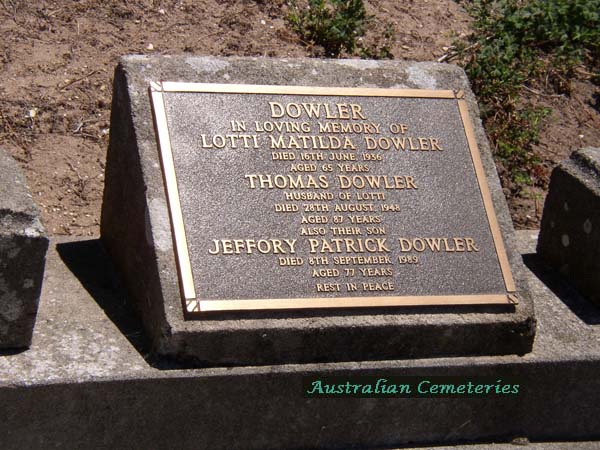 DOWLER
IN LOVING MEMORY OF
LOTTI MATILDA DOWLER
DIED 16TH JUNE, 1936
AGED 65 YEARS
THOMAS DOWLER
HUSBAND OF LOTTI
DIED 28TH AUGUST, 1948
AGED 87 YEARS
ALSO THEIR SON
JEFFORY PATRICK DOWLER
DIED 8TH SEPTEMBER, 1989
AGED 77 YEARS
REST IN PEACE
Australian Cemeteries